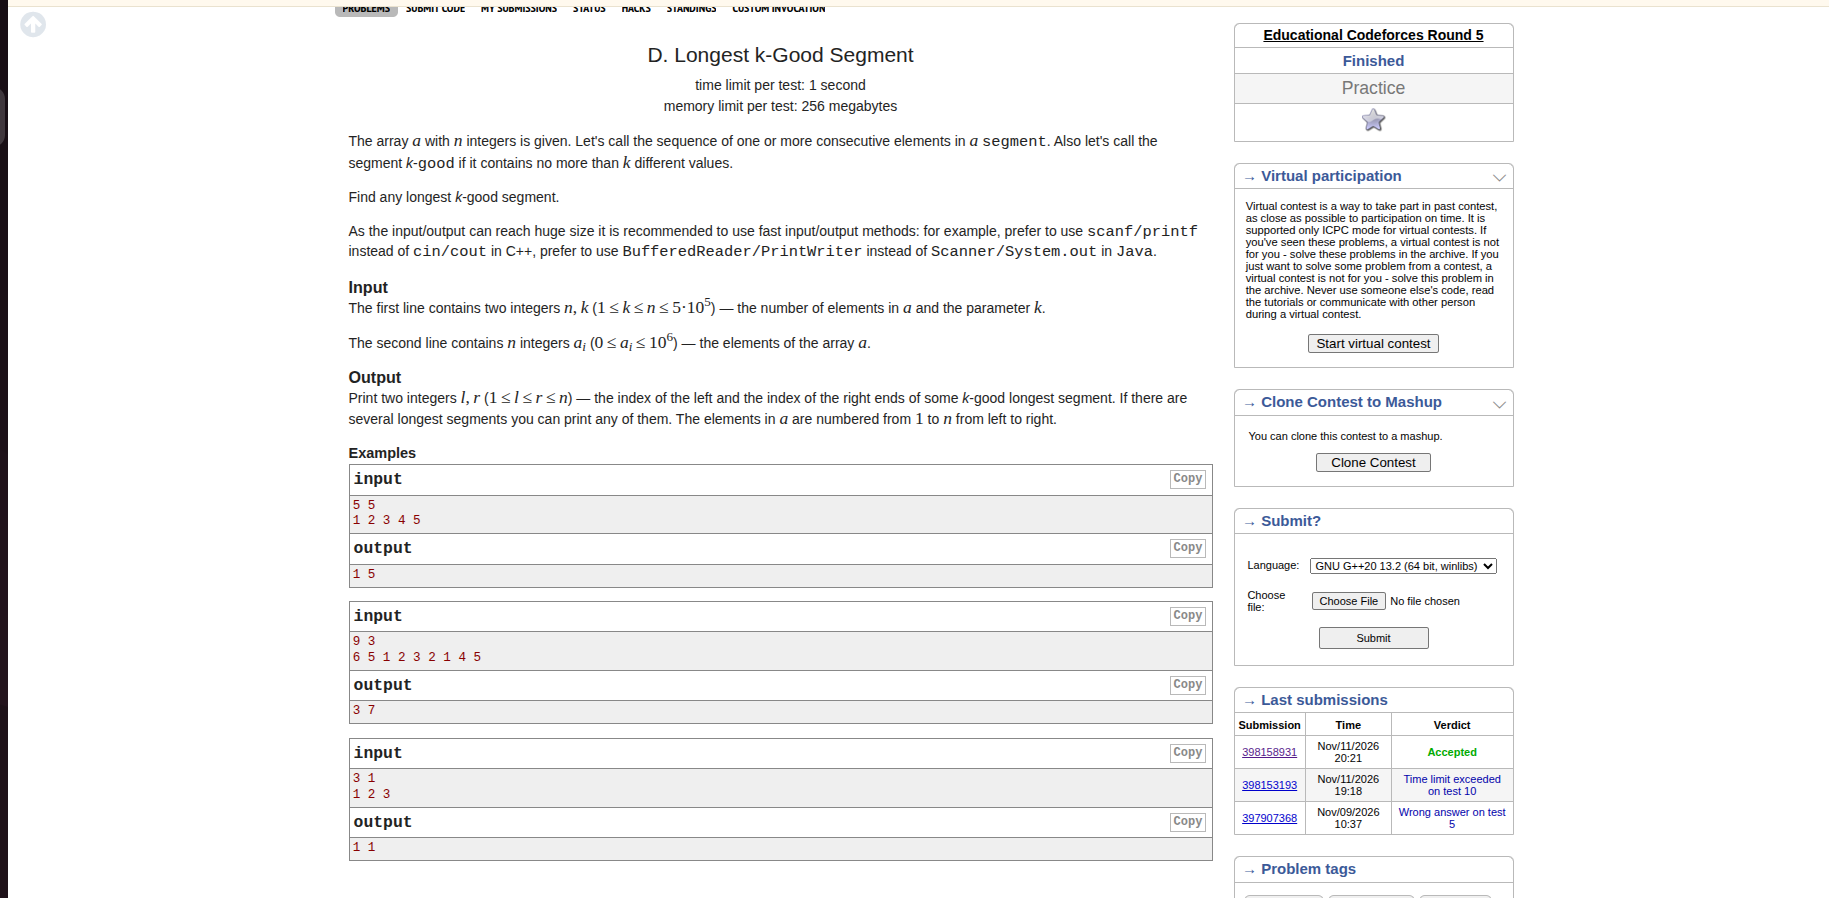 PROBLEMS SUBMIT CODE MY SUBMISSIONS STATUS HACKS STANDINGS CUSTOM INVOCATION
D. Longest k-Good Segment
time limit per test: 1 second
memory limit per test: 256 megabytes
The array a with n integers is given. Let's call the sequence of one or more consecutive elements in a segment. Also let's call the
segment k-good if it contains no more than k different values.
Find any longest k-good segment.
As the input/output can reach huge size it is recommended to use fast input/output methods: for example, prefer to use scanf/printf
instead of cin/cout in C++, prefer to use BufferedReader/PrintWriter instead of Scanner/System.out in Java.
Input
The first line contains two integers n, k (1 ≤ k ≤ n ≤ 5·10⁵) — the number of elements in a and the parameter k.
The second line contains n integers aᵢ (0 ≤ aᵢ ≤ 10⁶) — the elements of the array a.
Output
Print two integers l, r (1 ≤ l ≤ r ≤ n) — the index of the left and the index of the right ends of some k-good longest segment. If there are
several longest segments you can print any of them. The elements in a are numbered from 1 to n from left to right.
Examples
input Copy
5 5
1 2 3 4 5
output Copy
1 5
input Copy
9 3
6 5 1 2 3 2 1 4 5
output Copy
3 7
input Copy
3 1
1 2 3
output Copy
1 1
Educational Codeforces Round 5
Finished
Practice
→ Virtual participation
Virtual contest is a way to take part in past contest,
as close as possible to participation on time. It is
supported only ICPC mode for virtual contests. If
you've seen these problems, a virtual contest is not
for you - solve these problems in the archive. If you
just want to solve some problem from a contest, a
virtual contest is not for you - solve this problem in
the archive. Never use someone else's code, read
the tutorials or communicate with other person
during a virtual contest.
Start virtual contest
→ Clone Contest to Mashup
You can clone this contest to a mashup.
Clone Contest
→ Submit?
Language: GNU G++20 13.2 (64 bit, winlibs)
Choose
file: Choose File No file chosen
Submit
→ Last submissions
Submission Time Verdict
398158931 Nov/11/2026
20:21 Accepted
398153193 Nov/11/2026
19:18 Time limit exceeded
on test 10
397907368 Nov/09/2026
10:37 Wrong answer on test
5
→ Problem tags